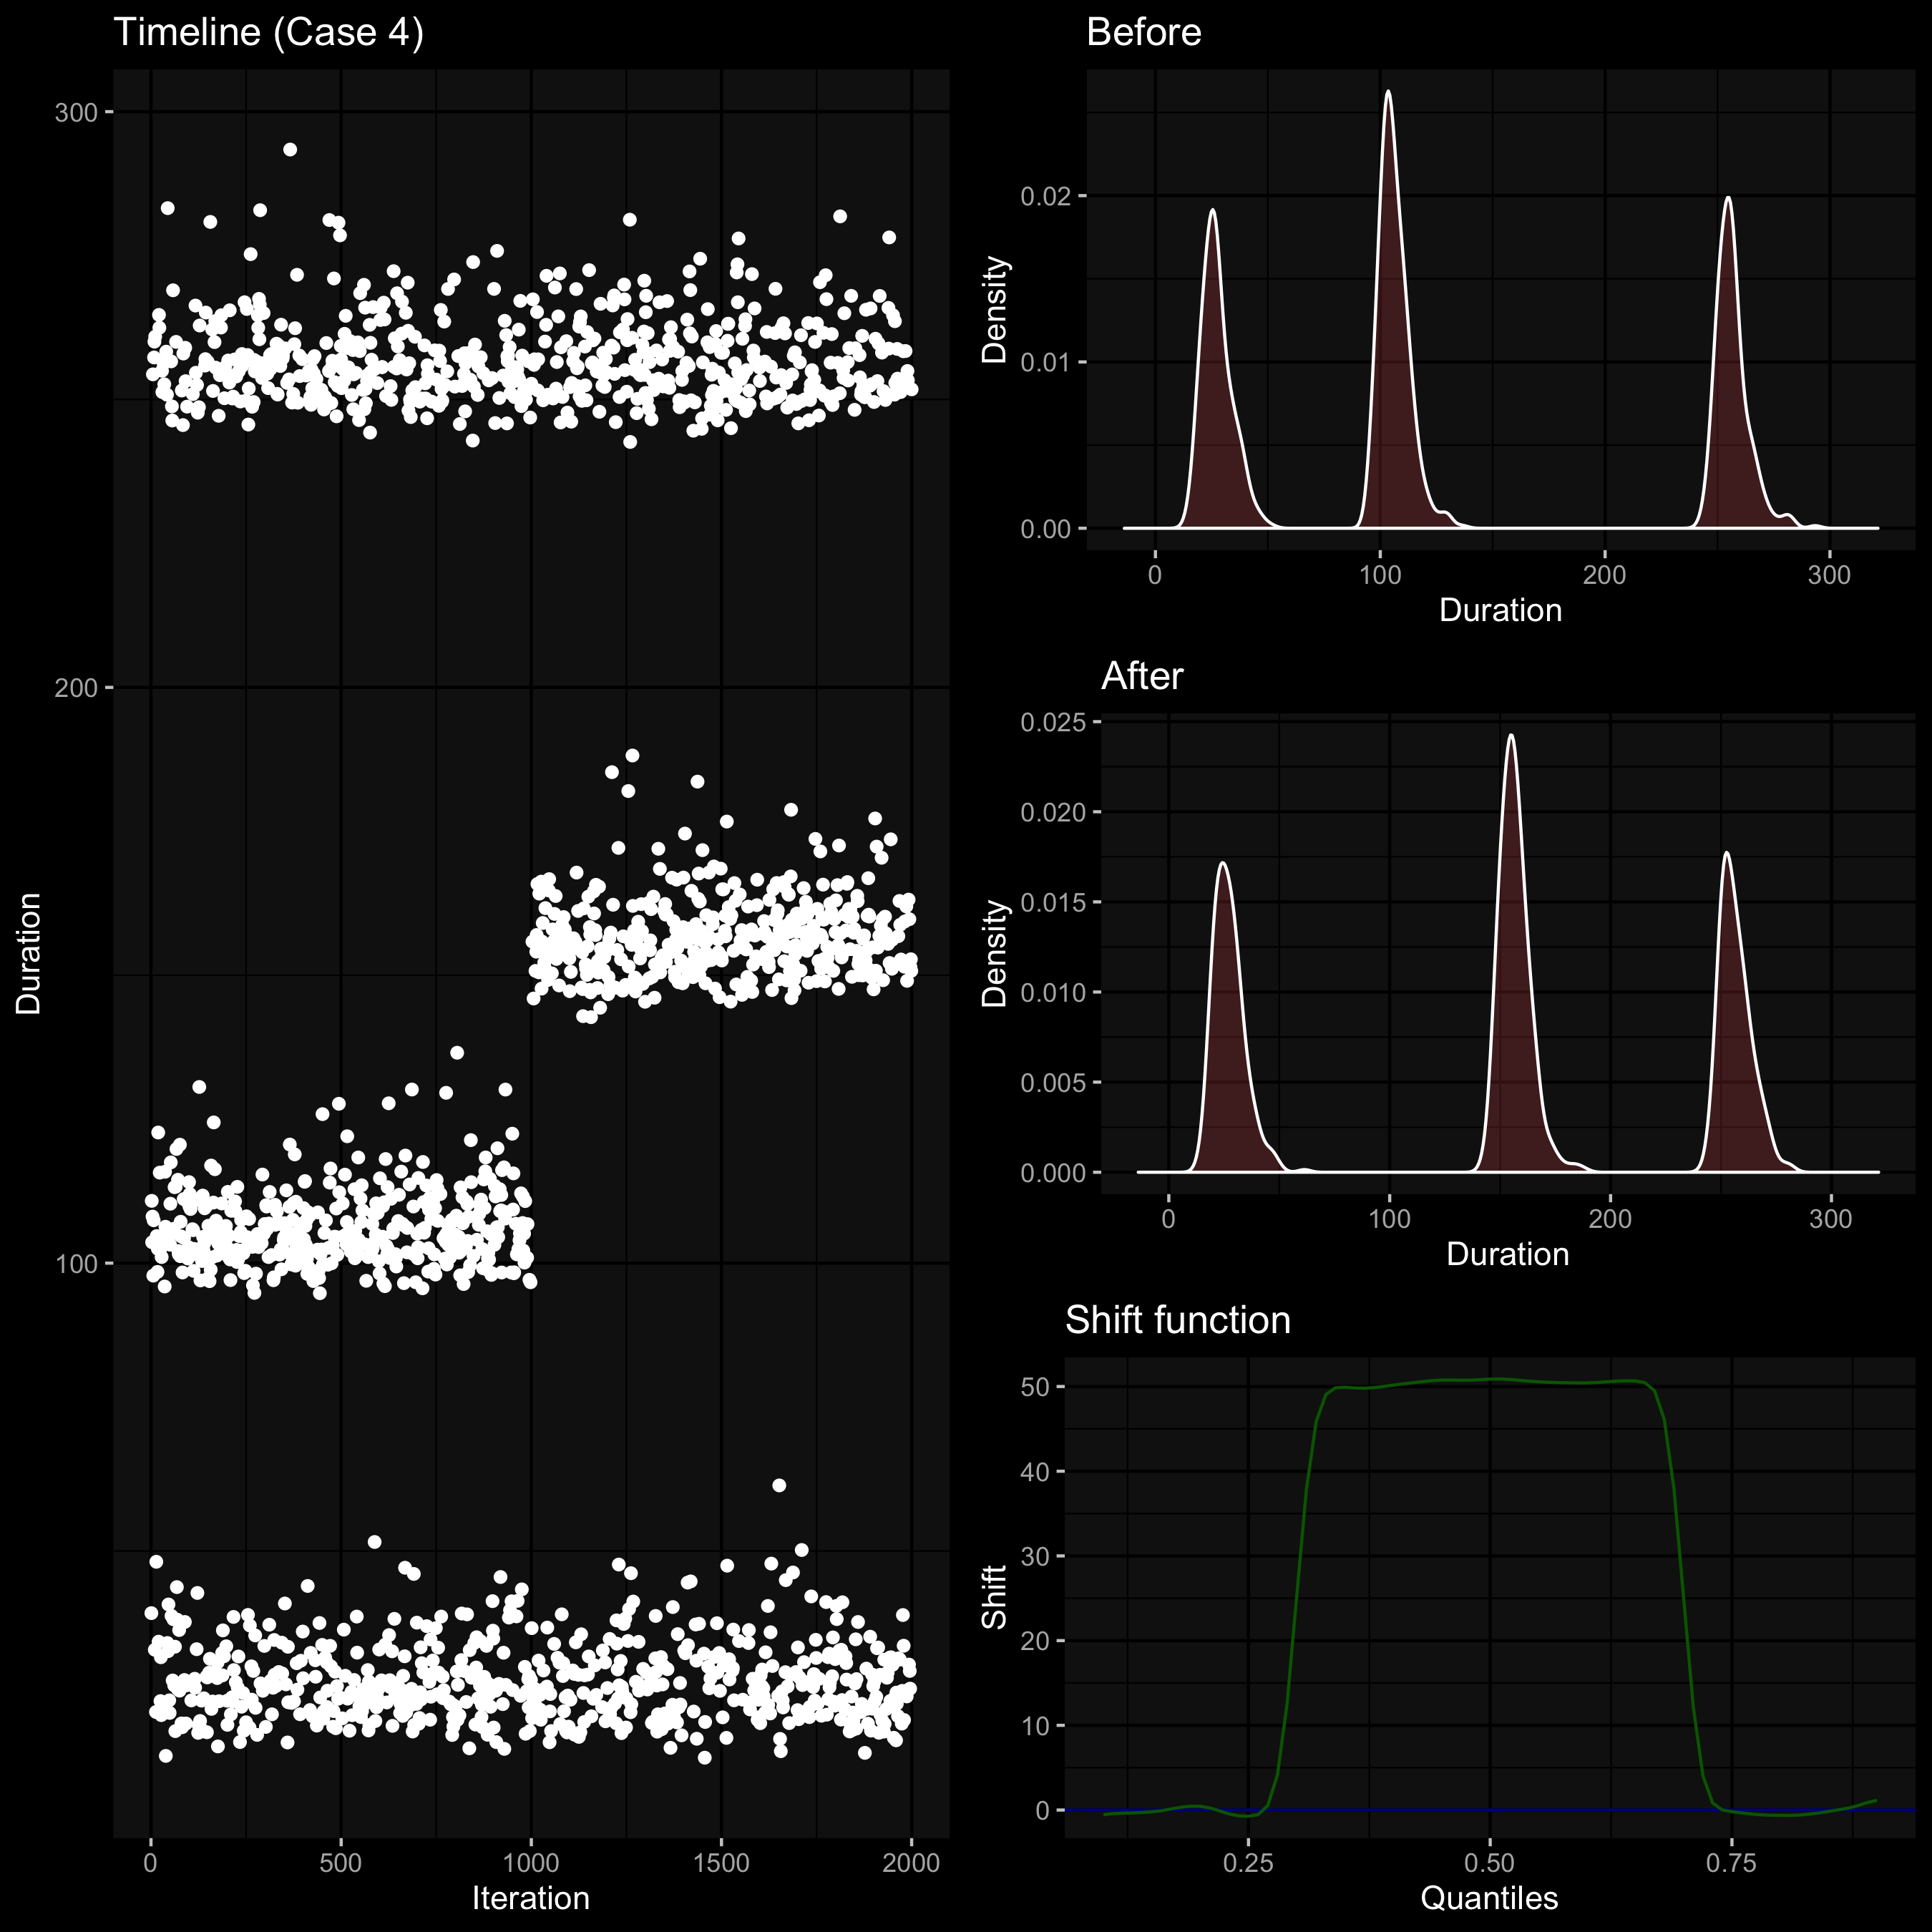 Timeline (Case 4)
300
200
100
Duration
0 500 1000 1500 2000
Iteration
Before
0.02
0.01
0.00
Density
0 100 200 300
Duration
After
0.025
0.020
0.015
0.010
0.005
0.000
Density
0 100 200 300
Duration
Shift function
50
40
30
20
10
0
Shift
0.25 0.50 0.75
Quantiles